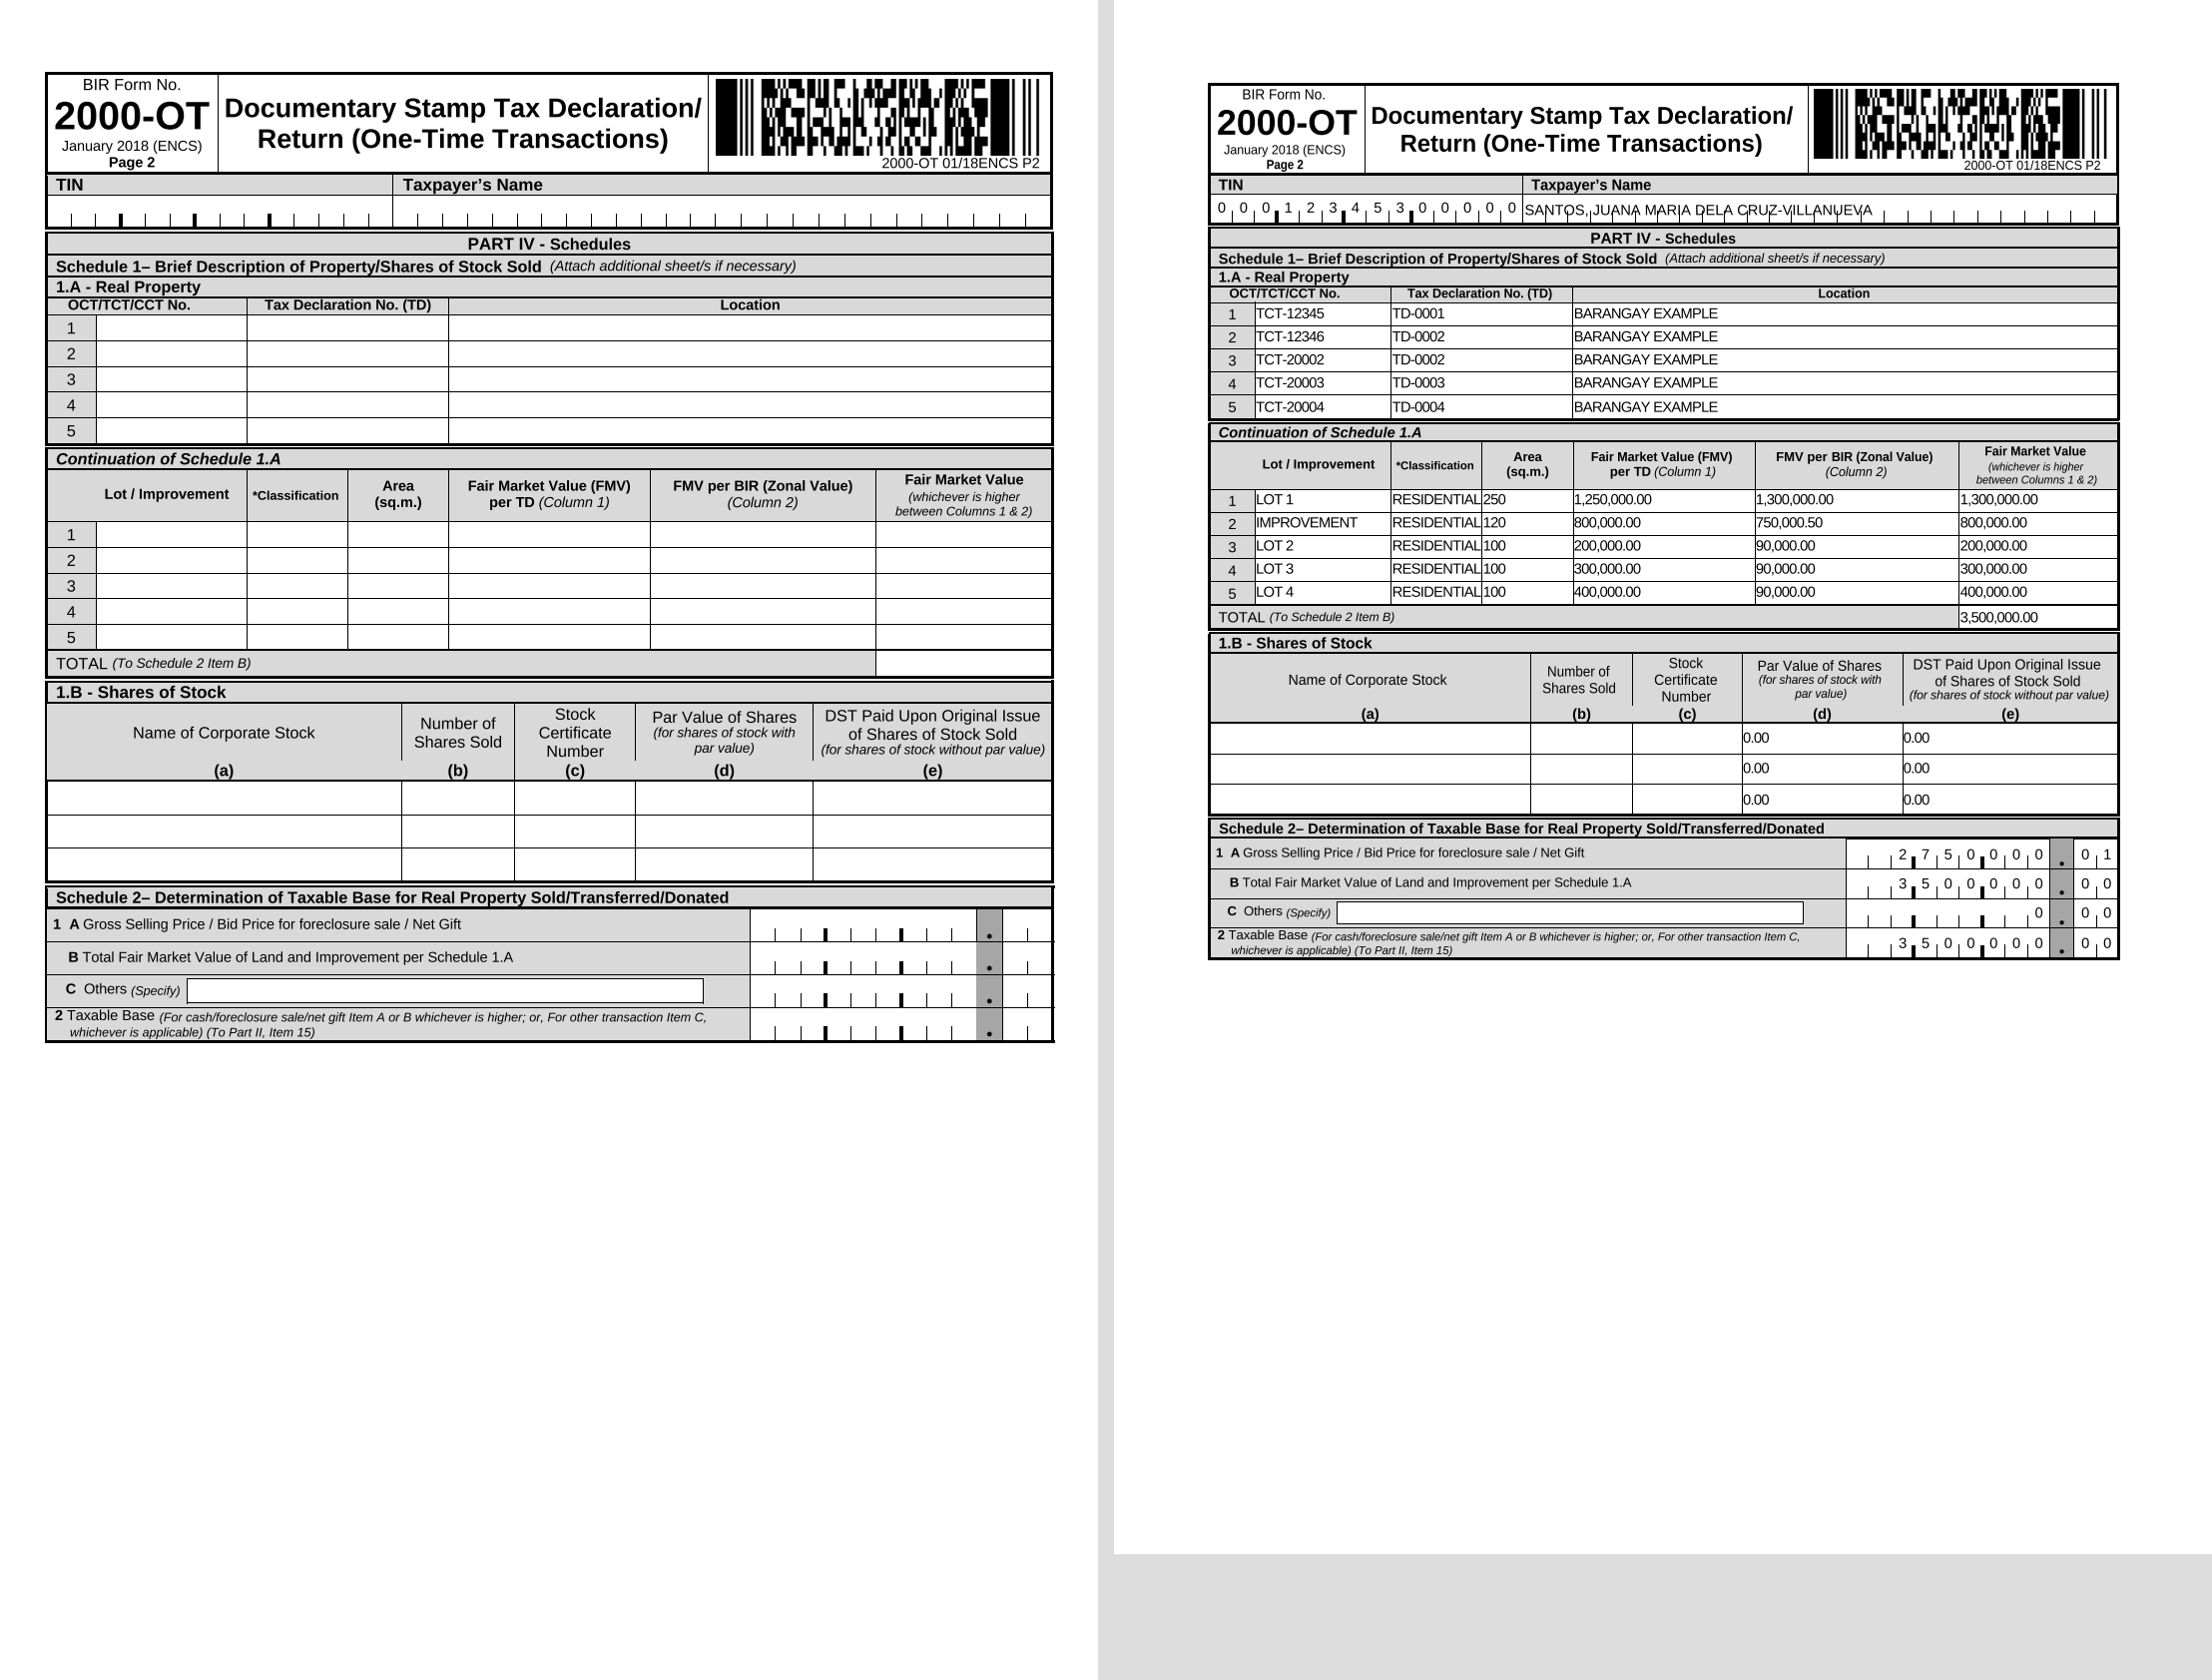 BIR Form No.
2000-OT
January 2018 (ENCS)
Page 2
Documentary Stamp Tax Declaration/
Return (One-Time Transactions)
2000-OT 01/18ENCS P2
TIN Taxpayer’s Name
PART IV - Schedules
Schedule 1– Brief Description of Property/Shares of Stock Sold (Attach additional sheet/s if necessary)
1.A - Real Property
OCT/TCT/CCT No. Tax Declaration No. (TD) Location
1
2
3
4
5
Continuation of Schedule 1.A
Lot / Improvement *Classification Area (sq.m.) Fair Market Value (FMV) per TD (Column 1) FMV per BIR (Zonal Value) (Column 2) Fair Market Value (whichever is higher between Columns 1 & 2)
1
2
3
4
5
TOTAL (To Schedule 2 Item B)
1.B - Shares of Stock
Name of Corporate Stock Number of Shares Sold Stock Certificate Number Par Value of Shares (for shares of stock with par value) DST Paid Upon Original Issue of Shares of Stock Sold (for shares of stock without par value)
(a) (b) (c) (d) (e)
Schedule 2– Determination of Taxable Base for Real Property Sold/Transferred/Donated
1 A Gross Selling Price / Bid Price for foreclosure sale / Net Gift
B Total Fair Market Value of Land and Improvement per Schedule 1.A
C Others (Specify)
2 Taxable Base (For cash/foreclosure sale/net gift Item A or B whichever is higher; or, For other transaction Item C,
whichever is applicable) (To Part II, Item 15)
BIR Form No.
2000-OT
January 2018 (ENCS)
Page 2
Documentary Stamp Tax Declaration/
Return (One-Time Transactions)
2000-OT 01/18ENCS P2
TIN Taxpayer’s Name
0 0 0 1 2 3 4 5 3 0 0 0 0 0 SANTOS, JUANA MARIA DELA CRUZ-VILLANUEVA
PART IV - Schedules
Schedule 1– Brief Description of Property/Shares of Stock Sold (Attach additional sheet/s if necessary)
1.A - Real Property
OCT/TCT/CCT No. Tax Declaration No. (TD) Location
1 TCT-12345 TD-0001 BARANGAY EXAMPLE
2 TCT-12346 TD-0002 BARANGAY EXAMPLE
3 TCT-20002 TD-0002 BARANGAY EXAMPLE
4 TCT-20003 TD-0003 BARANGAY EXAMPLE
5 TCT-20004 TD-0004 BARANGAY EXAMPLE
Continuation of Schedule 1.A
Lot / Improvement *Classification Area (sq.m.) Fair Market Value (FMV) per TD (Column 1) FMV per BIR (Zonal Value) (Column 2) Fair Market Value (whichever is higher between Columns 1 & 2)
1 LOT 1 RESIDENTIAL 250 1,250,000.00 1,300,000.00 1,300,000.00
2 IMPROVEMENT RESIDENTIAL 120 800,000.00 750,000.50 800,000.00
3 LOT 2 RESIDENTIAL 100 200,000.00 90,000.00 200,000.00
4 LOT 3 RESIDENTIAL 100 300,000.00 90,000.00 300,000.00
5 LOT 4 RESIDENTIAL 100 400,000.00 90,000.00 400,000.00
TOTAL (To Schedule 2 Item B) 3,500,000.00
1.B - Shares of Stock
Name of Corporate Stock Number of Shares Sold Stock Certificate Number Par Value of Shares (for shares of stock with par value) DST Paid Upon Original Issue of Shares of Stock Sold (for shares of stock without par value)
(a) (b) (c) (d) (e)
0.00 0.00
0.00 0.00
0.00 0.00
Schedule 2– Determination of Taxable Base for Real Property Sold/Transferred/Donated
1 A Gross Selling Price / Bid Price for foreclosure sale / Net Gift 2 7 5 0 0 0 0 . 0 1
B Total Fair Market Value of Land and Improvement per Schedule 1.A 3 5 0 0 0 0 0 . 0 0
C Others (Specify) 0 . 0 0
2 Taxable Base (For cash/foreclosure sale/net gift Item A or B whichever is higher; or, For other transaction Item C,
whichever is applicable) (To Part II, Item 15) 3 5 0 0 0 0 0 . 0 0